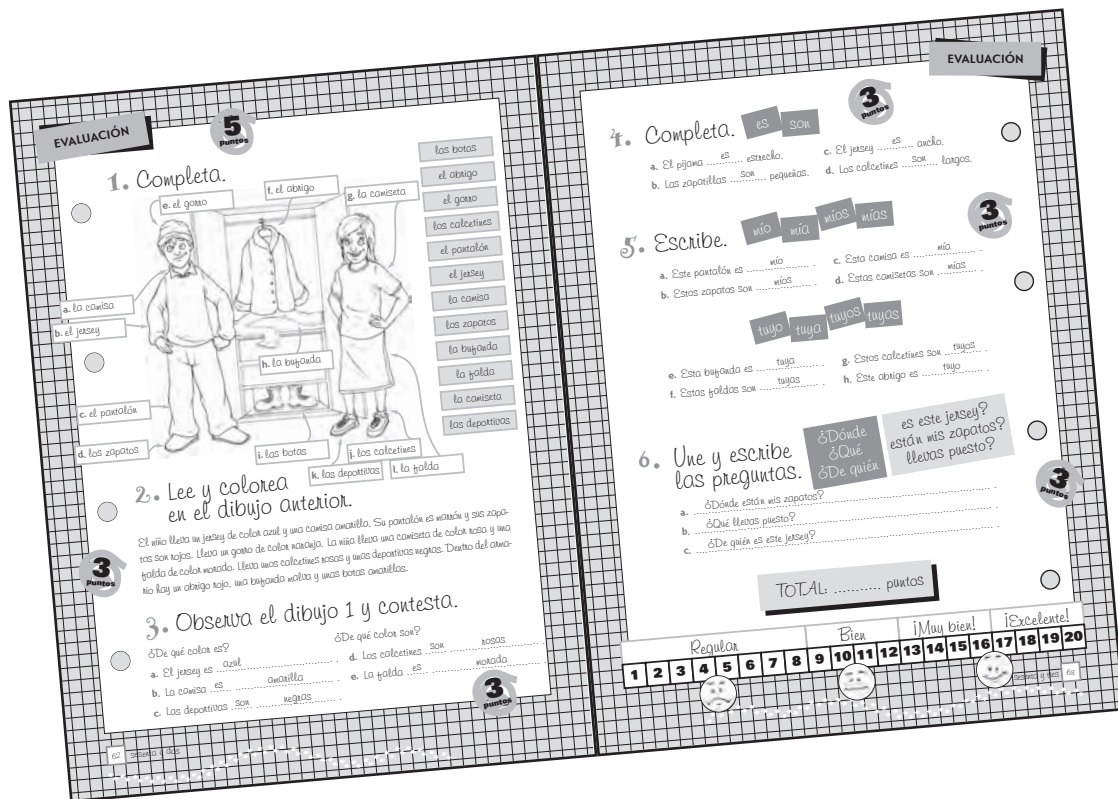 EVALUACIÓN
5 puntos
1. Completa.
e. el gorro
f. el abrigo
g. la camiseta
a. la camisa
b. el jersey
h. la bufanda
c. el pantalón
d. los zapatos
i. las botas
j. los calcetines
k. las deportivas
l. la falda
las botas
el abrigo
el gorro
los calcetines
el pantalón
el jersey
la camisa
los zapatos
la bufanda
la falda
la camiseta
las deportivas
2. Lee y colorea
en el dibujo anterior.
El niño lleva un jersey de color azul y una camisa amarilla. Su pantalón es marrón y sus zapa-
tos son rojos. Lleva un gorro de color naranja. La niña lleva una camiseta de color rosa y una
falda de color morado. Lleva unos calcetines rosas y unas deportivas negras. Dentro del arma-
rio hay un abrigo rojo, una bufanda malva y unas botas amarillas.
3 puntos
3. Observa el dibujo 1 y contesta.
¿De qué color es?
a. El jersey es azul
b. La camisa es amarilla
c. Las deportivas son negras
¿De qué color son?
d. Los calcetines son rosas
e. La falda es morada
3 puntos
62 sesenta y dos
EVALUACIÓN
3 puntos
4. Completa. es son
a. El pijama es estrecho.
b. Las zapatillas son pequeñas.
c. El jersey es ancho.
d. Los calcetines son largos.
3 puntos
5. Escribe. mío mía míos mías
a. Este pantalón es mío.
b. Estos zapatos son míos.
c. Esta camisa es mía.
d. Estas camisetas son mías.
tuyo tuya tuyos tuyas
e. Esta bufanda es tuya.
f. Estas faldas son tuyas.
g. Estos calcetines son tuyos.
h. Este abrigo es tuyo.
6. Une y escribe
las preguntas.
¿Dónde
¿Qué
¿De quién
es este jersey?
están mis zapatos?
llevas puesto?
3 puntos
a. ¿Dónde están mis zapatos?
b. ¿Qué llevas puesto?
c. ¿De quién es este jersey?
TOTAL: ........... puntos
Regular Bien ¡Muy bien! ¡Excelente!
1 2 3 4 5 6 7 8 9 10 11 12 13 14 15 16 17 18 19 20
sesenta y tres 63